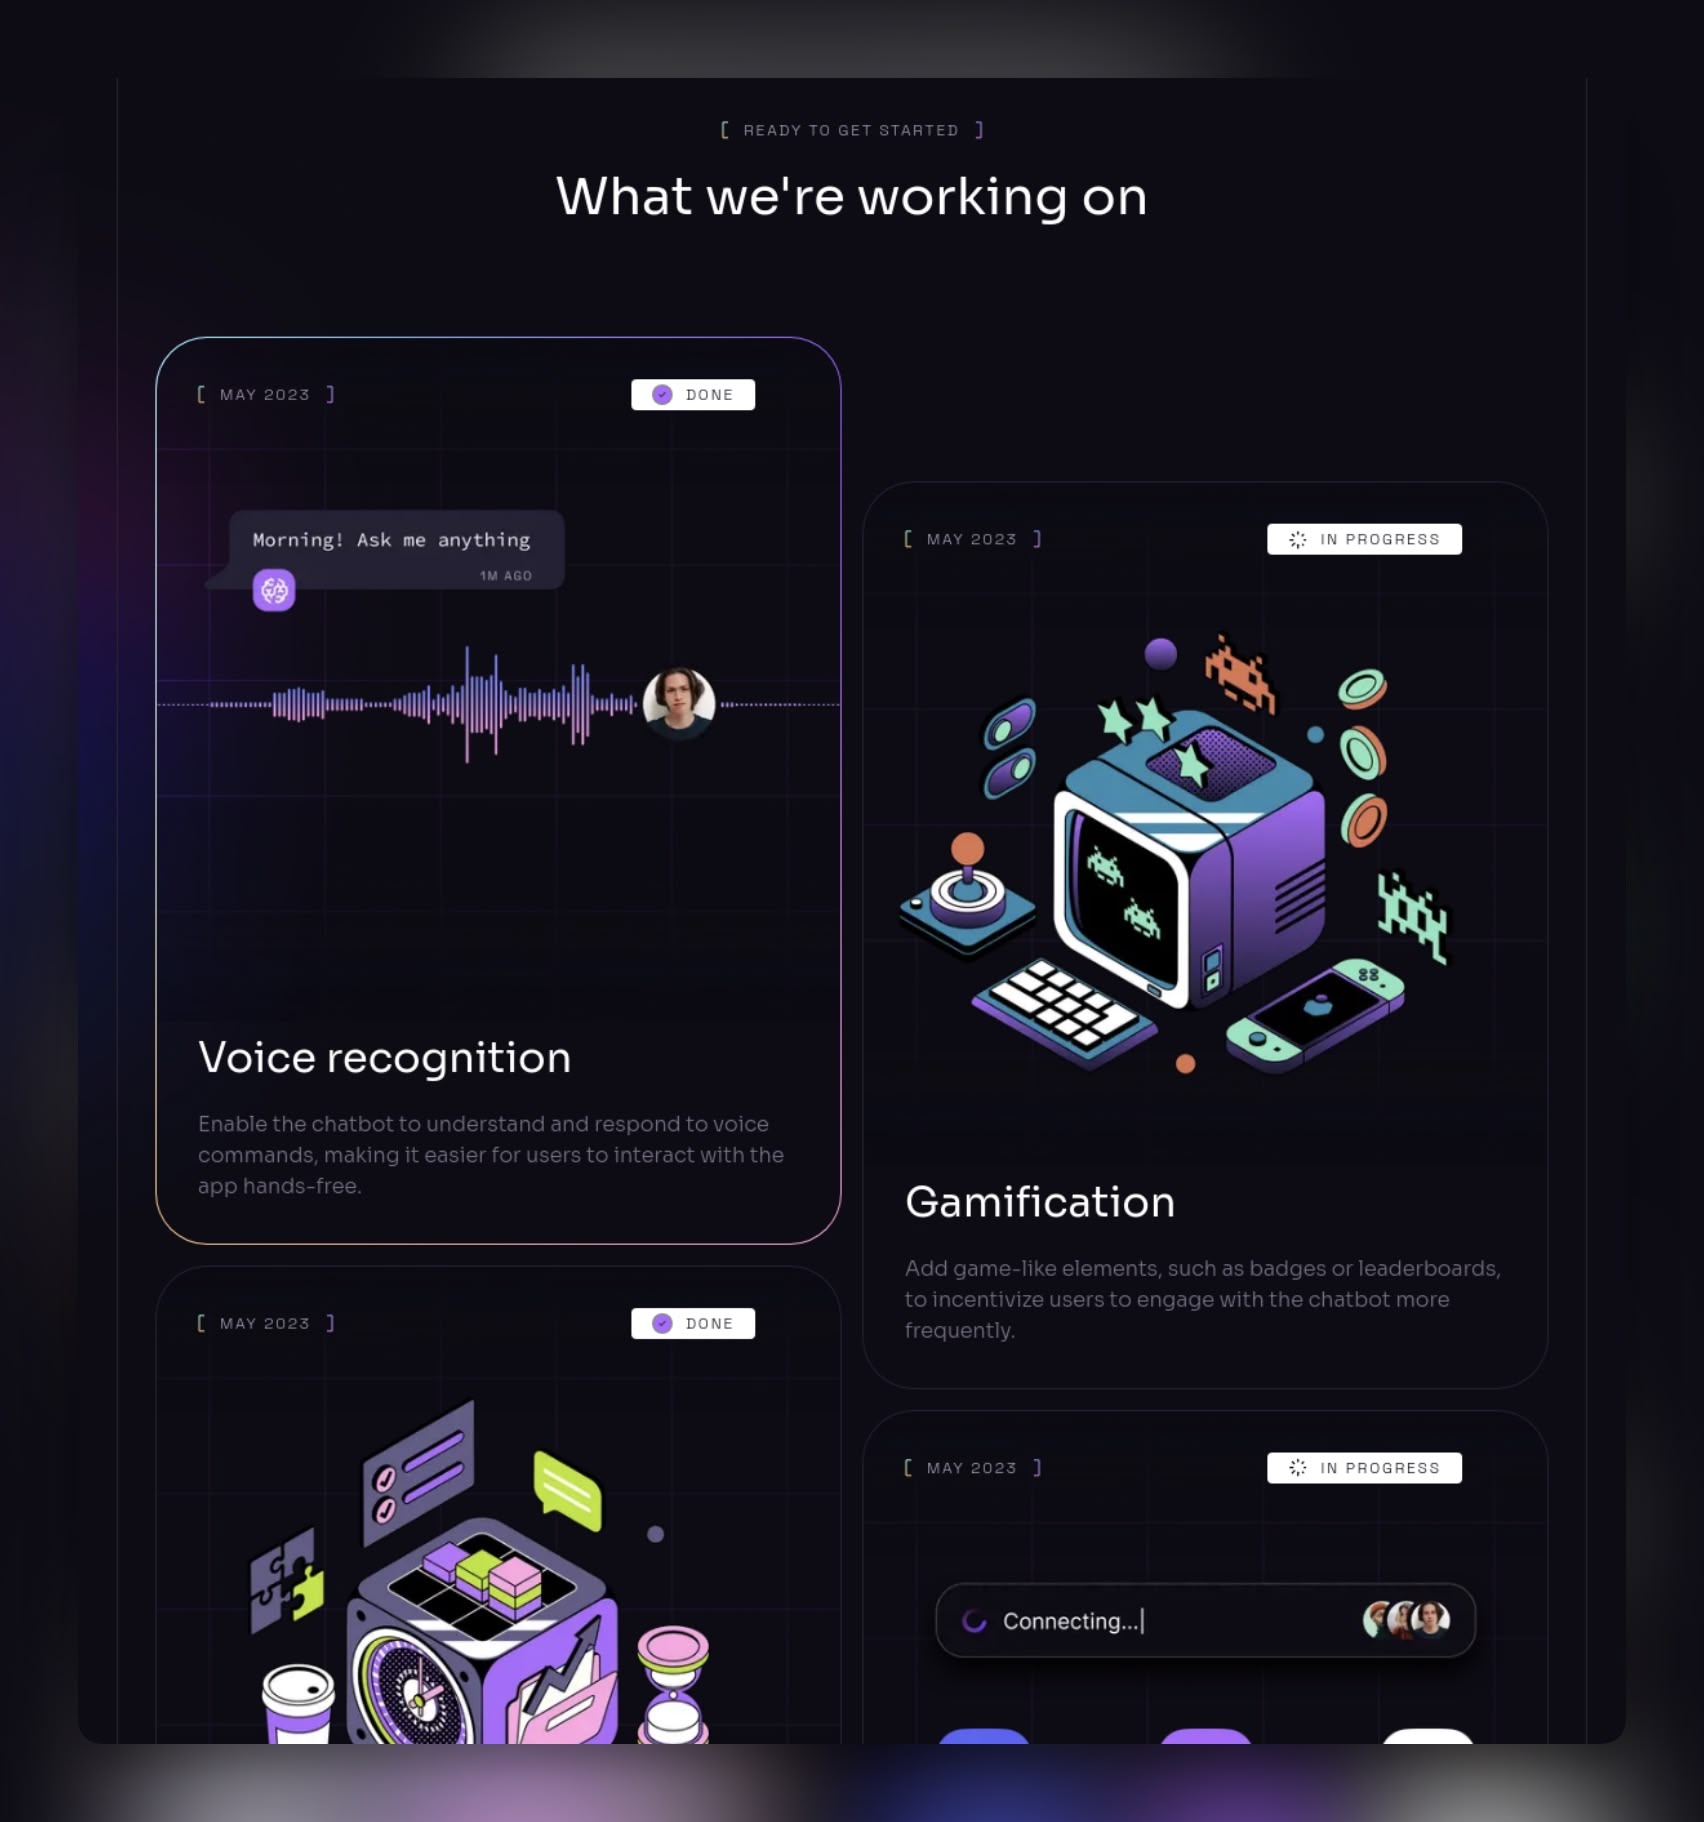 [ READY TO GET STARTED ]
What we're working on
[ MAY 2023 ]
DONE
Morning! Ask me anything
1M AGO
Voice recognition
Enable the chatbot to understand and respond to voice
commands, making it easier for users to interact with the
app hands-free.
[ MAY 2023 ]
IN PROGRESS
Gamification
Add game-like elements, such as badges or leaderboards,
to incentivize users to engage with the chatbot more
frequently.
[ MAY 2023 ]
DONE
[ MAY 2023 ]
IN PROGRESS
Connecting...